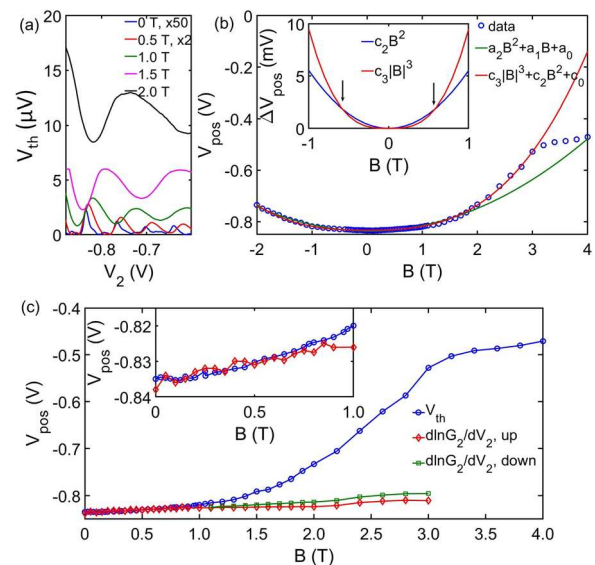 (a)
20
15
10
5
0
V_th (μV)
0 T, x50
0.5 T, x2
1.0 T
1.5 T
2.0 T
-0.8 -0.7
V_2 (V)
(b)
0
-0.2
-0.4
-0.6
-0.8
V_pos (V)
-2 -1 0 1 2 3 4
B (T)
data
a_2B^2+a_1B+a_0
c_3|B|^3+c_2B^2+c_0
10
5
0
ΔV_pos (mV)
c_2B^2
c_3|B|^3
-1 0 1
B (T)
(c)
-0.4
-0.5
-0.6
-0.7
-0.8
V_pos (V)
0 0.5 1.0 1.5 2.0 2.5 3.0 3.5 4.0
B (T)
-0.82
-0.83
-0.84
V_pos (V)
0 0.5 1.0
B (T)
V_th
dlnG_2/dV_2, up
dlnG_2/dV_2, down